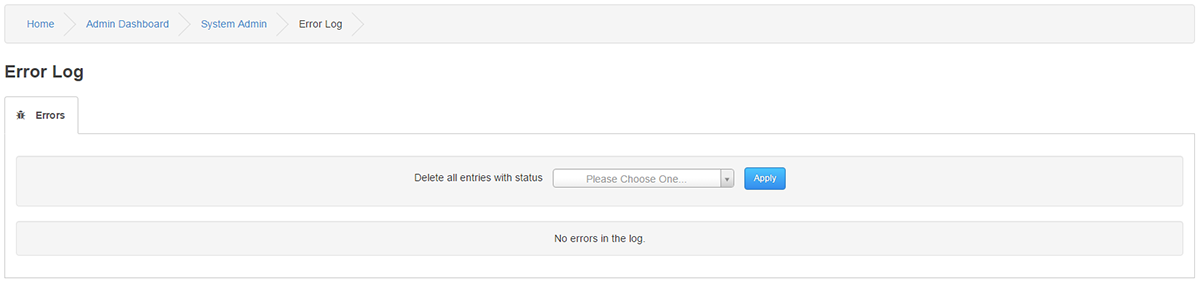 Home Admin Dashboard System Admin Error Log
Error Log
Errors
Delete all entries with status Please Choose One... Apply
No errors in the log.